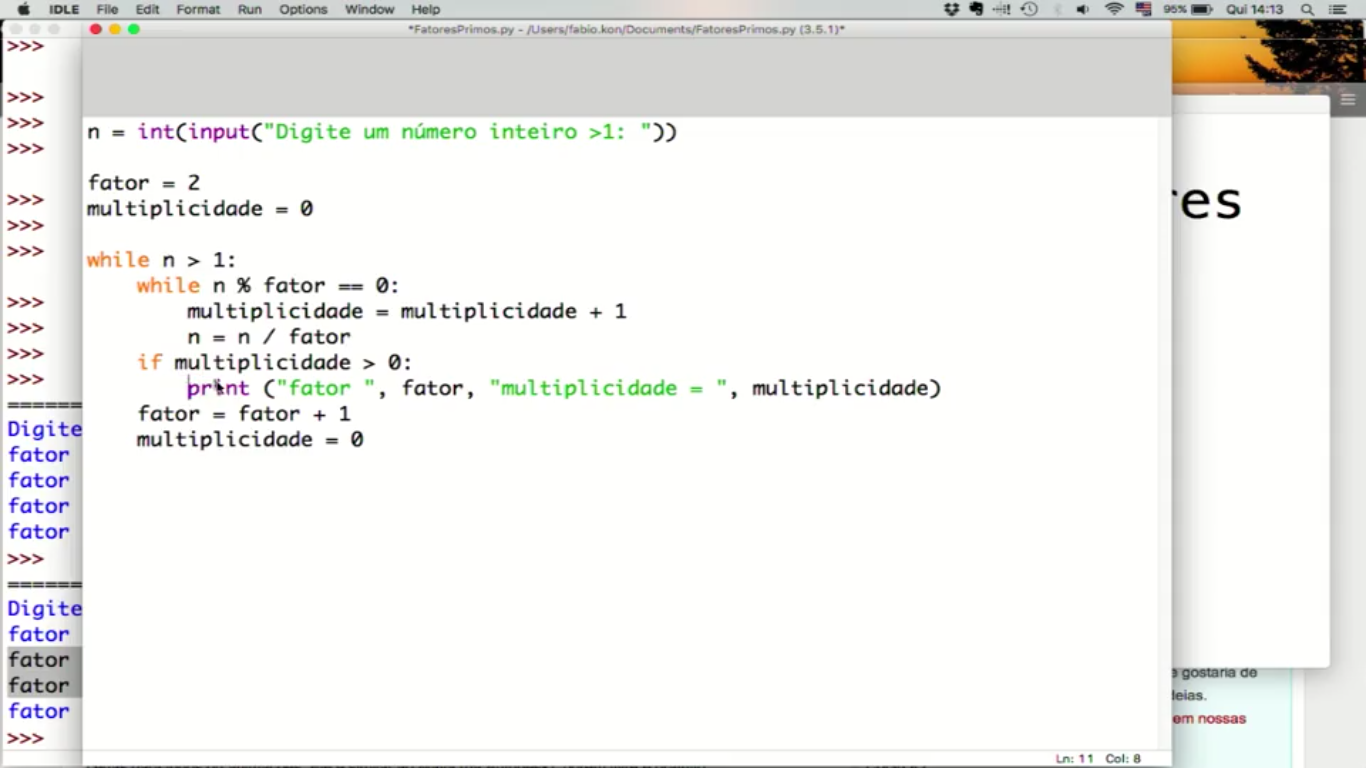 IDLE File Edit Format Run Options Window Help 95% Qui 14:13
*FatoresPrimos.py - /Users/fabio.kon/Documents/FatoresPrimos.py (3.5.1)*
>>>
>>>
>>>
>>>
>>>
>>>
>>>
>>>
>>>
>>>
>>>
==========
Digite
fator
fator
fator
fator
>>>
==========
Digite
fator
fator
fator
fator
>>>
n = int(input("Digite um número inteiro >1: "))
fator = 2
multiplicidade = 0
while n > 1:
while n % fator == 0:
multiplicidade = multiplicidade + 1
n = n / fator
if multiplicidade > 0:
print ("fator ", fator, "multiplicidade = ", multiplicidade)
fator = fator + 1
multiplicidade = 0
Ln: 11 Col: 8
res
gostaria de
em nossas